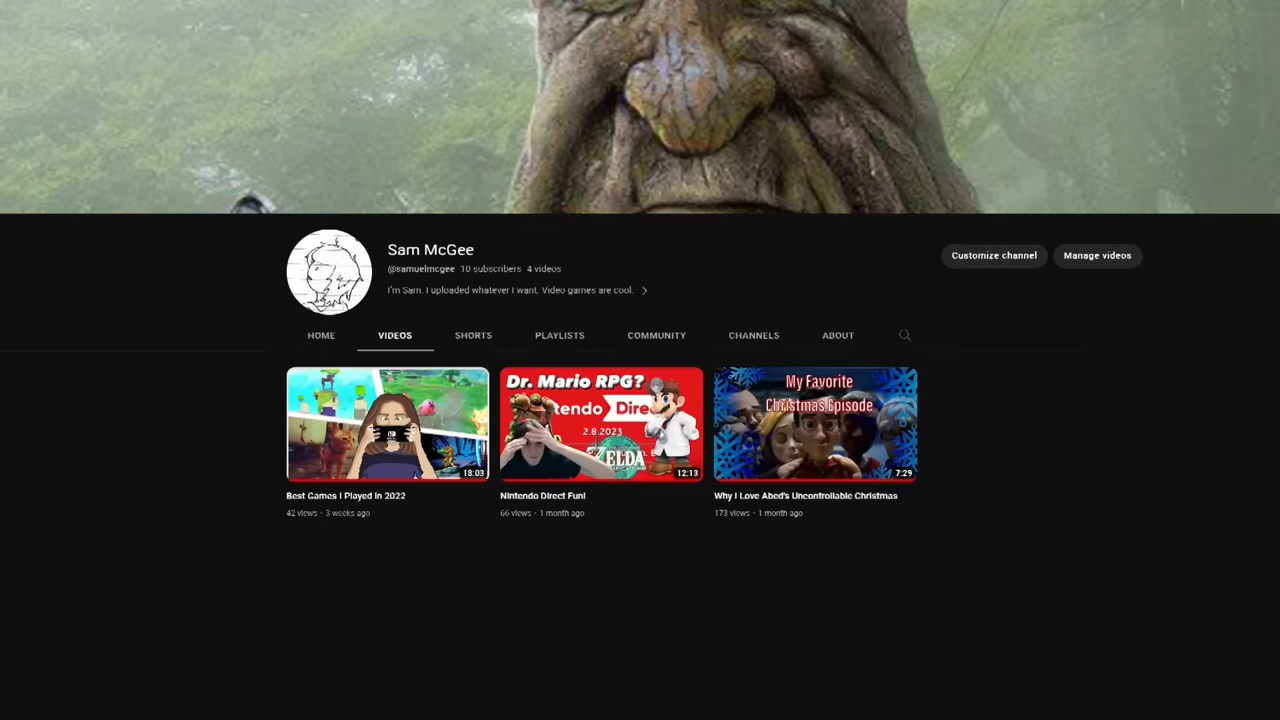 Sam McGee
@samuelmcgee 10 subscribers 4 videos
I'm Sam. I uploaded whatever I want. Video games are cool.
Customize channel
Manage videos
HOME
VIDEOS
SHORTS
PLAYLISTS
COMMUNITY
CHANNELS
ABOUT
18:03
Dr. Mario RPG?
tendo Dire
2.8.2023
ZELDA
12:13
My Favorite
Christmas Episode
7:29
Best Games I Played in 2022
42 views • 3 weeks ago
Nintendo Direct Fun!
66 views • 1 month ago
Why I Love Abed's Uncontrollable Christmas
173 views • 1 month ago